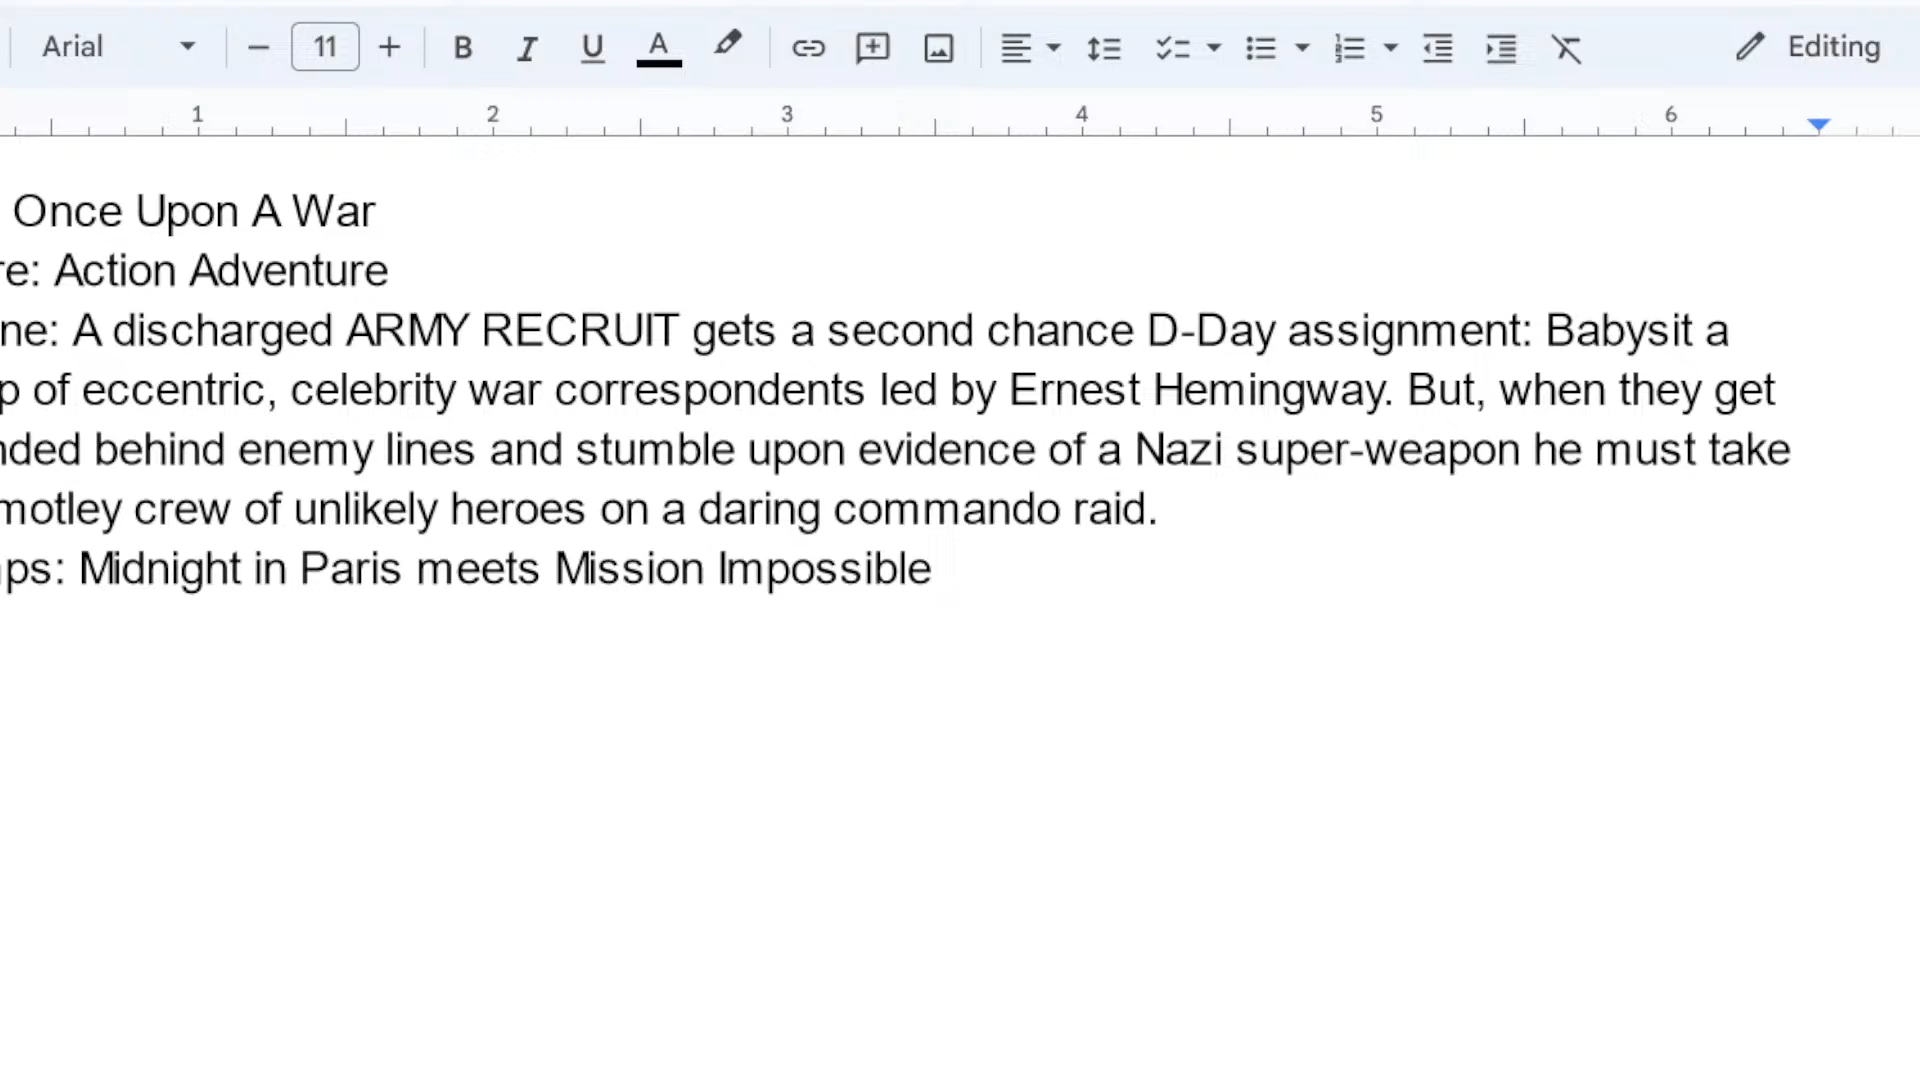 Arial 11 B I U A Editing
1 2 3 4 5 6
Once Upon A War
re: Action Adventure
ne: A discharged ARMY RECRUIT gets a second chance D-Day assignment: Babysit a
p of eccentric, celebrity war correspondents led by Ernest Hemingway. But, when they get
nded behind enemy lines and stumble upon evidence of a Nazi super-weapon he must take
motley crew of unlikely heroes on a daring commando raid.
ps: Midnight in Paris meets Mission Impossible